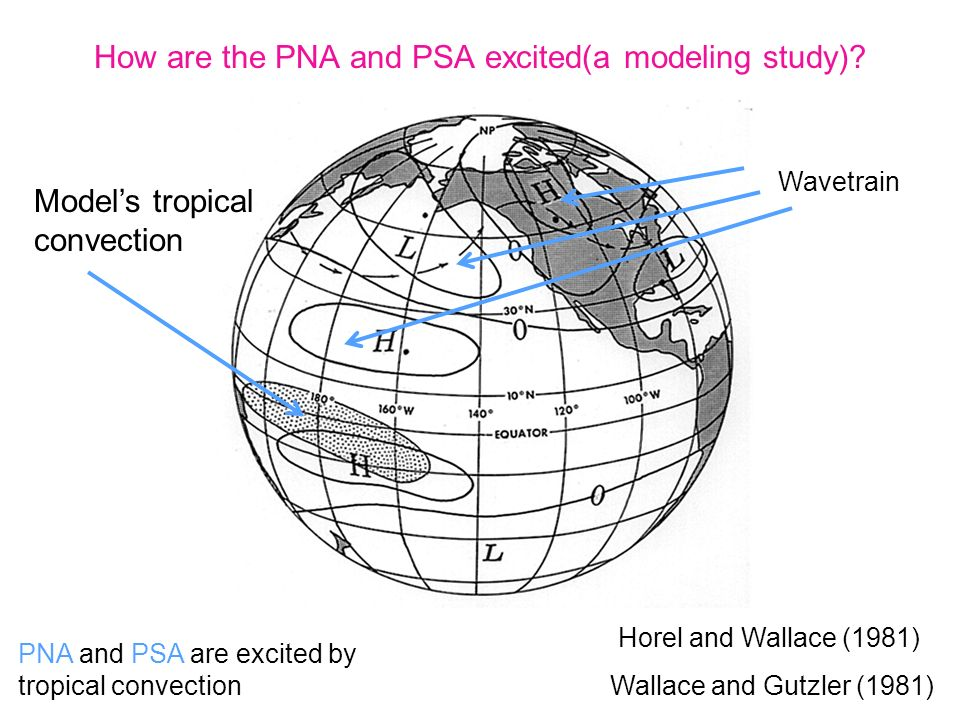 How are the PNA and PSA excited(a modeling study)?
NP
Wavetrain
Model's tropical
convection
H
L
0
L
30°N
0
H
180°
160°W
140°
10°N
120°
100°W
EQUATOR
H
0
L
Horel and Wallace (1981)
PNA and PSA are excited by
tropical convection
Wallace and Gutzler (1981)